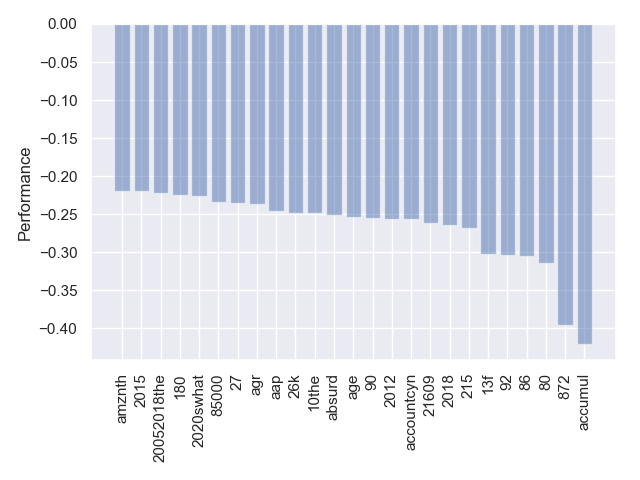 0.00
−0.05
−0.10
−0.15
−0.20
−0.25
−0.30
−0.35
−0.40
Performance
amznth
2015
20052018the
180
2020swhat
85000
27
agr
aap
26k
10the
absurd
age
90
2012
accountcyn
21609
2018
215
13f
92
86
80
872
accumul